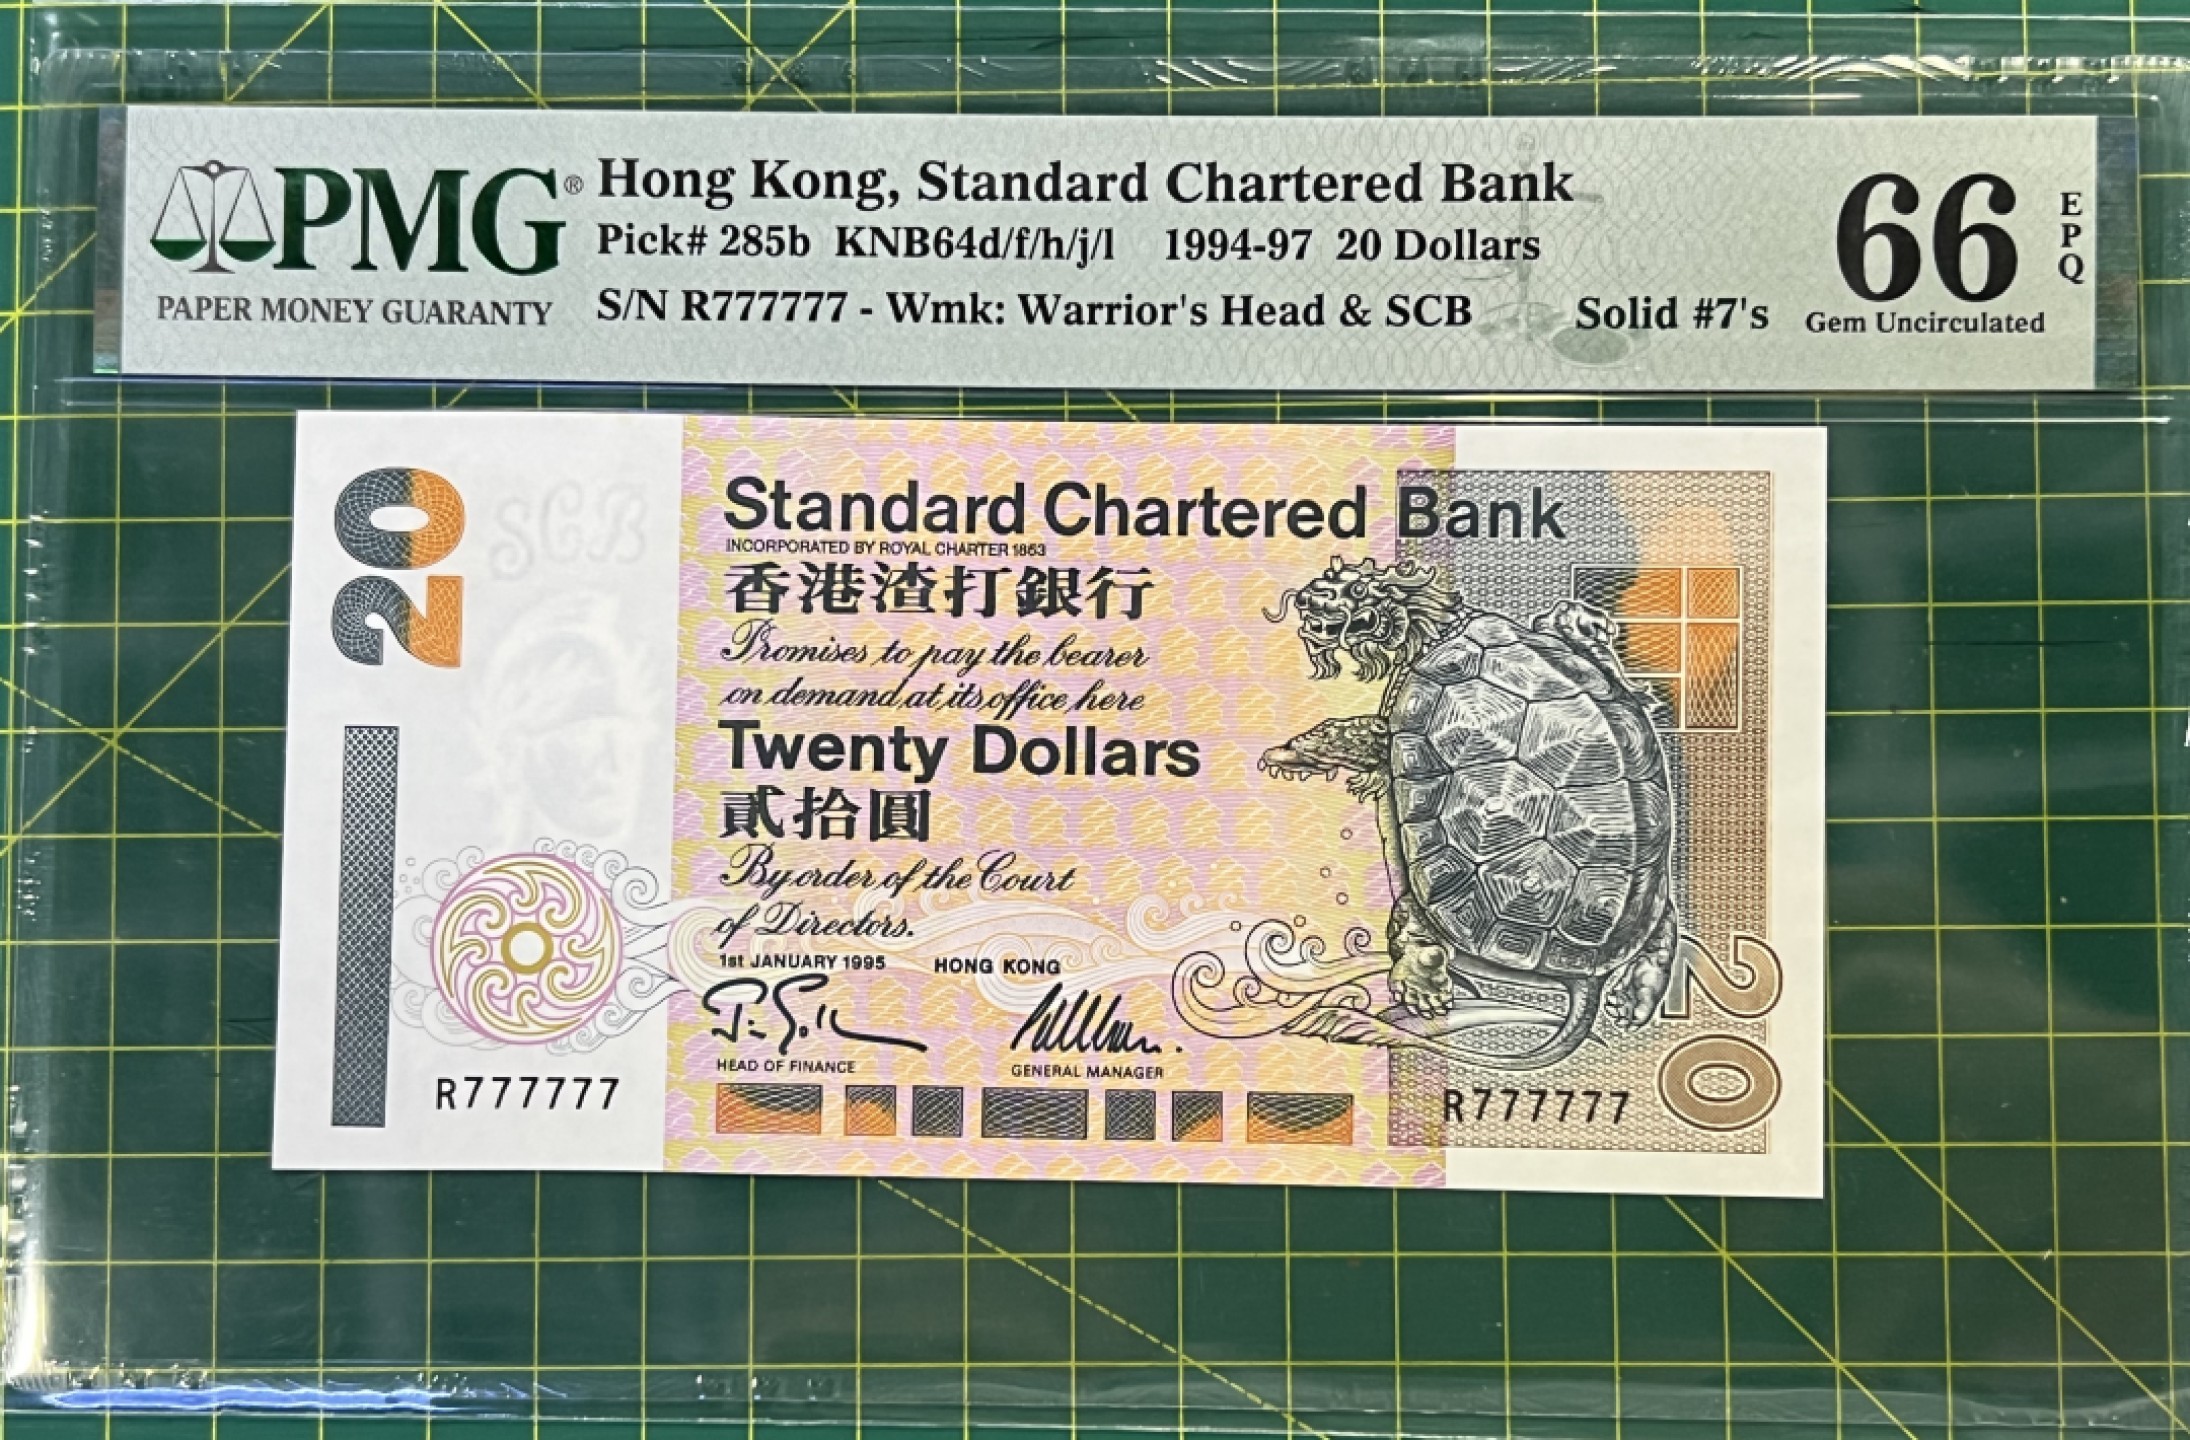 PMG®
PAPER MONEY GUARANTY
Hong Kong, Standard Chartered Bank
Pick# 285b KNB64d/f/h/j/l 1994-97 20 Dollars
S/N R777777 - Wmk: Warrior's Head & SCB Solid #7's
66
EPQ
Gem Uncirculated
20
SCB
Standard Chartered Bank
INCORPORATED BY ROYAL CHARTER 1853
香港渣打銀行
Promises to pay the bearer
on demand at its office here
Twenty Dollars
貳拾圓
By order of the Court
of Directors.
1st JANUARY 1995 HONG KONG
HEAD OF FINANCE
GENERAL MANAGER
R777777
R777777
20